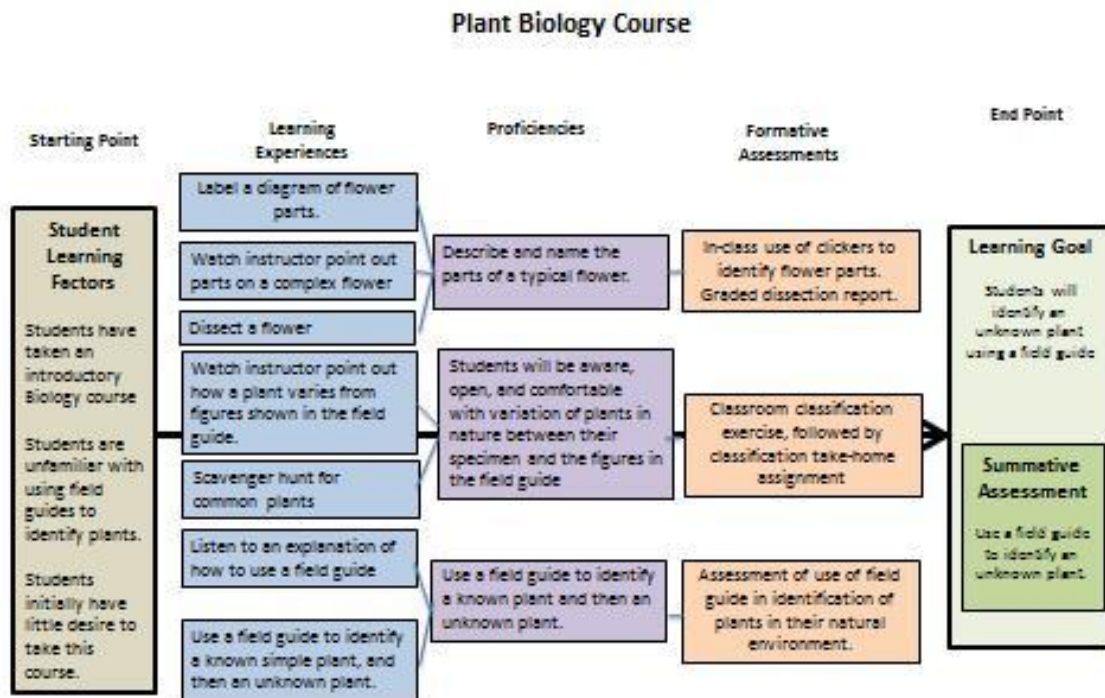 Plant Biology Course
Starting Point
Learning
Experiences
Proficiencies
Formative
Assessments
End Point
Student
Learning
Factors
Students have
taken an
introductory
Biology course
Students are
unfamiliar with
using field
guides to
identify plants.
Students
initially have
little desire to
take this
course.
Label a diagram of flower
parts.
Watch instructor point out
parts on a complex flower
Dissect a flower
Watch instructor point out
how a plant varies from
figures shown in the field
guide.
Scavenger hunt for
common plants
Listen to an explanation of
how to use a field guide
Use a field guide to identify
a known simple plant, and
then an unknown plant.
Describe and name the
parts of a typical flower.
Students will be aware,
open, and comfortable
with variation of plants in
nature between their
specimen and the figures in
the field guide
Use a field guide to identify
a known plant and then an
unknown plant.
In-class use of clickers to
identify flower parts.
Graded dissection report.
Classroom classification
exercise, followed by
classification take-home
assignment
Assessment of use of field
guide in identification of
plants in their natural
environment.
Learning Goal
Students will
identify an
unknown plant
using a field guide
Summative
Assessment
Use a field guide
to identify an
unknown plant.